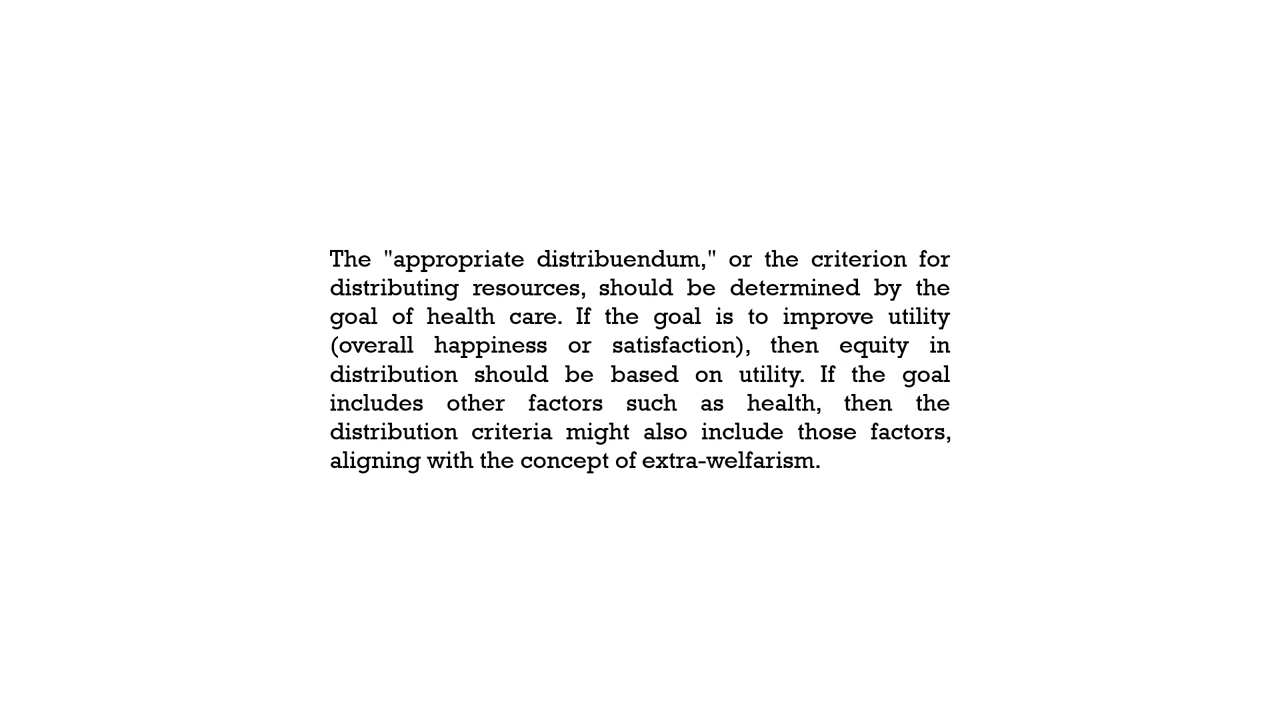 The "appropriate distribuendum," or the criterion for
distributing resources, should be determined by the
goal of health care. If the goal is to improve utility
(overall happiness or satisfaction), then equity in
distribution should be based on utility. If the goal
includes other factors such as health, then the
distribution criteria might also include those factors,
aligning with the concept of extra-welfarism.